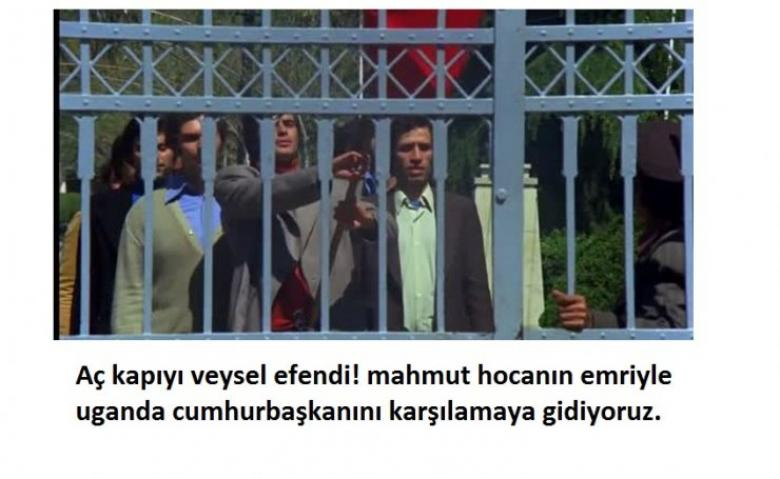 Aç kapıyı veysel efendi! mahmut hocanın emriyle
uganda cumhurbaşkanını karşılamaya gidiyoruz.